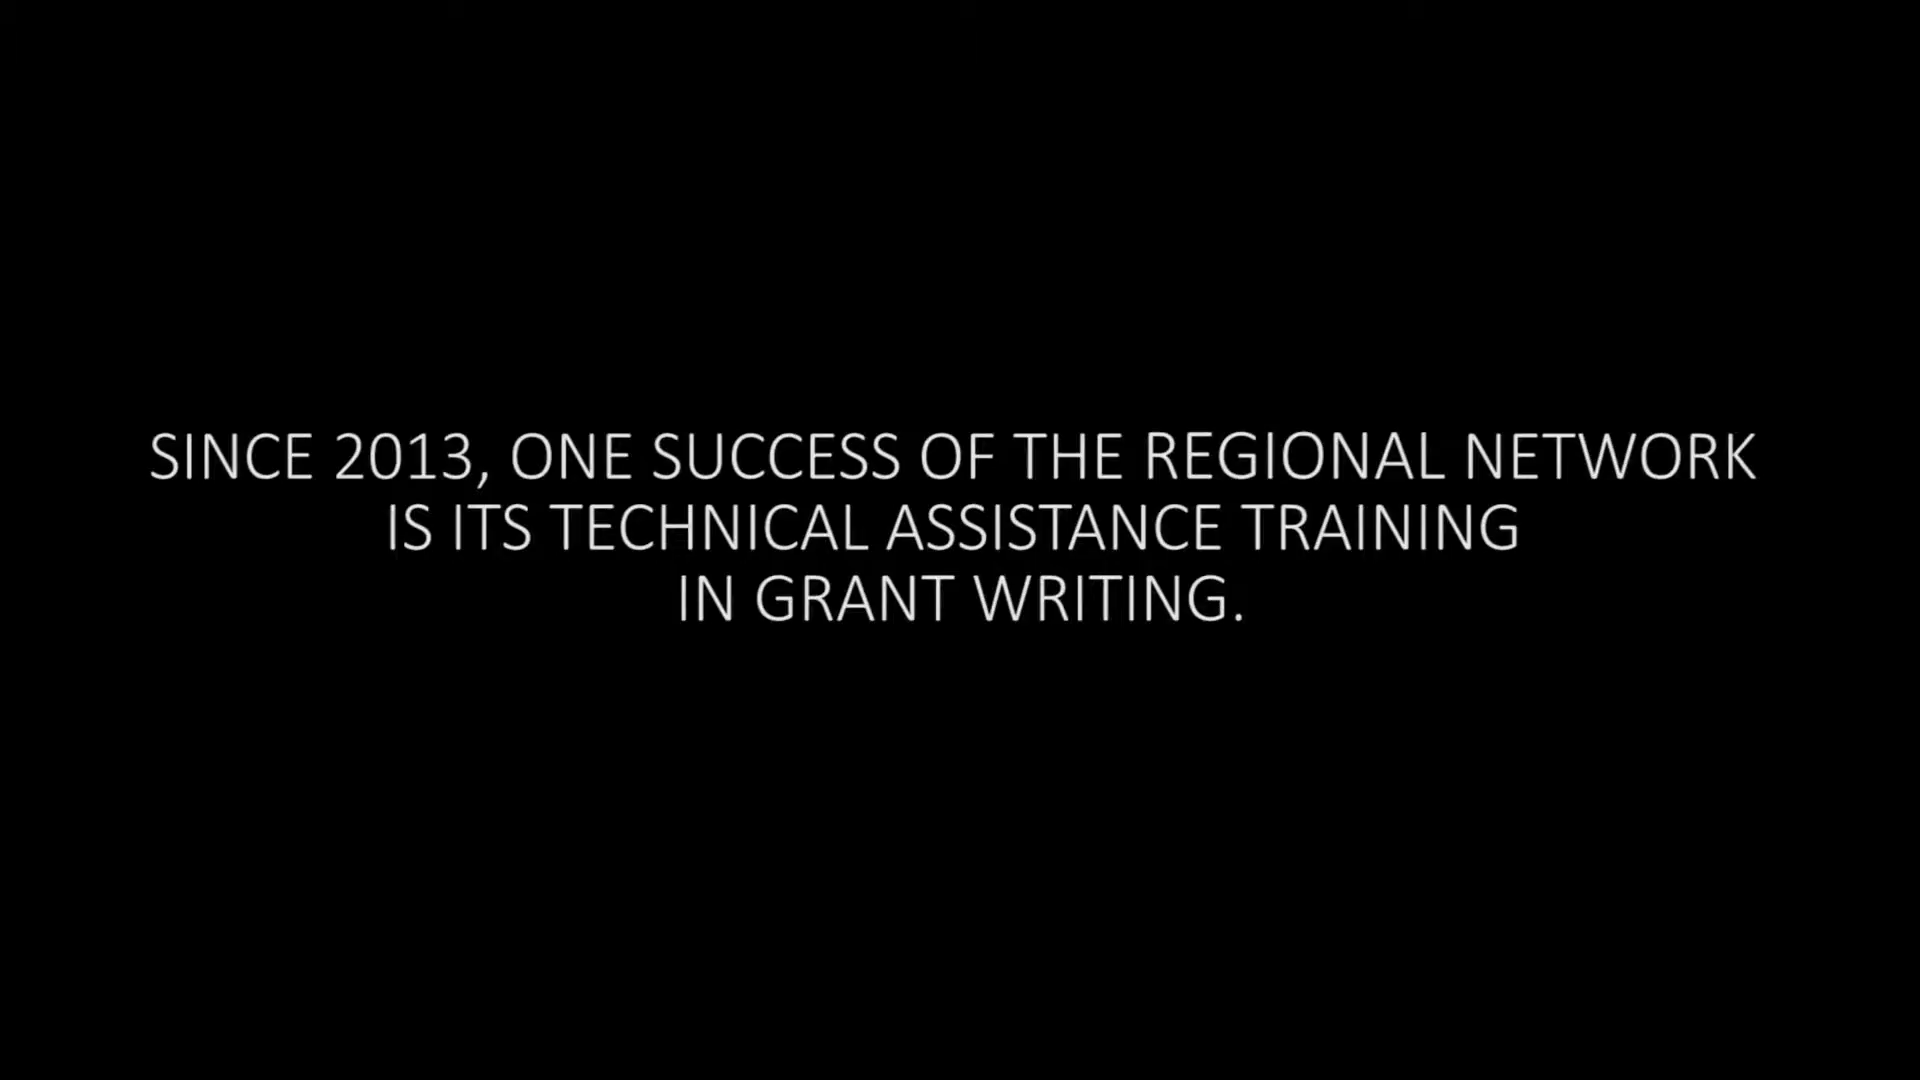 SINCE 2013, ONE SUCCESS OF THE REGIONAL NETWORK
IS ITS TECHNICAL ASSISTANCE TRAINING
IN GRANT WRITING.